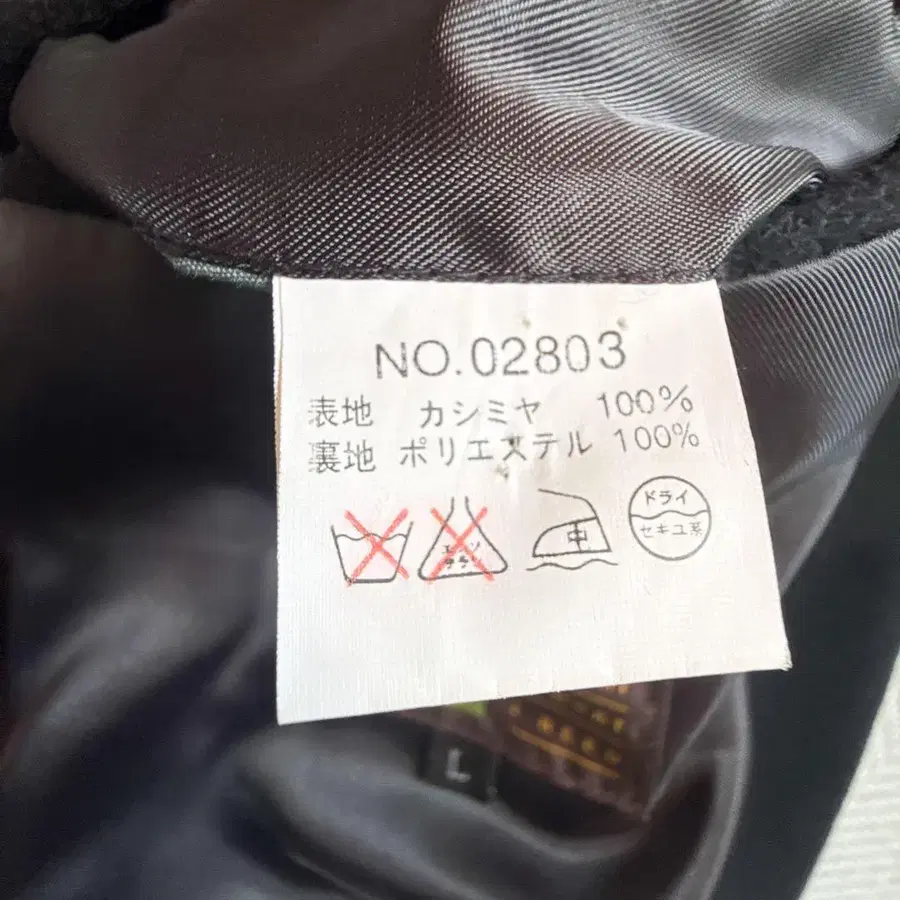 NO.02803
表地 カシミヤ 100%
裏地 ポリエステル 100%
中
ドライ
セキユ系
L